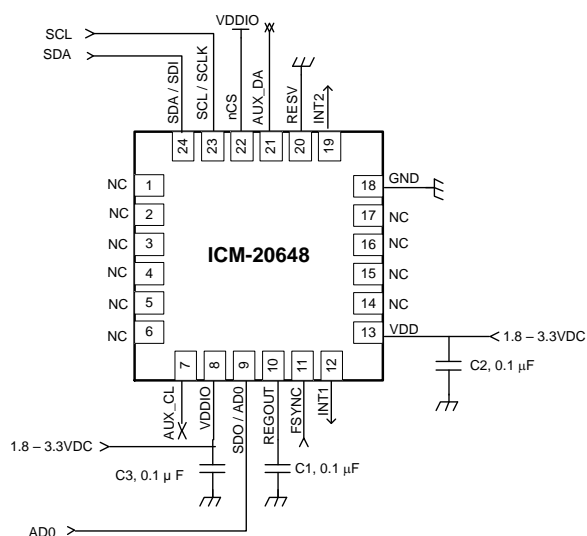 SCL
SDA
VDDIO
SDA / SDI
SCL / SCLK
nCS
AUX_DA
RESV
INT2
24
23
22
21
20
19
NC 1
NC 2
NC 3
NC 4
NC 5
NC 6
ICM-20648
18 GND
17 NC
16 NC
15 NC
14 NC
13 VDD
1.8 – 3.3VDC
C2, 0.1 μF
7
8
9
10
11
12
AUX_CL
VDDIO
SDO / AD0
REGOUT
FSYNC
INT1
1.8 – 3.3VDC
C3, 0.1 μ F
C1, 0.1 μF
AD0